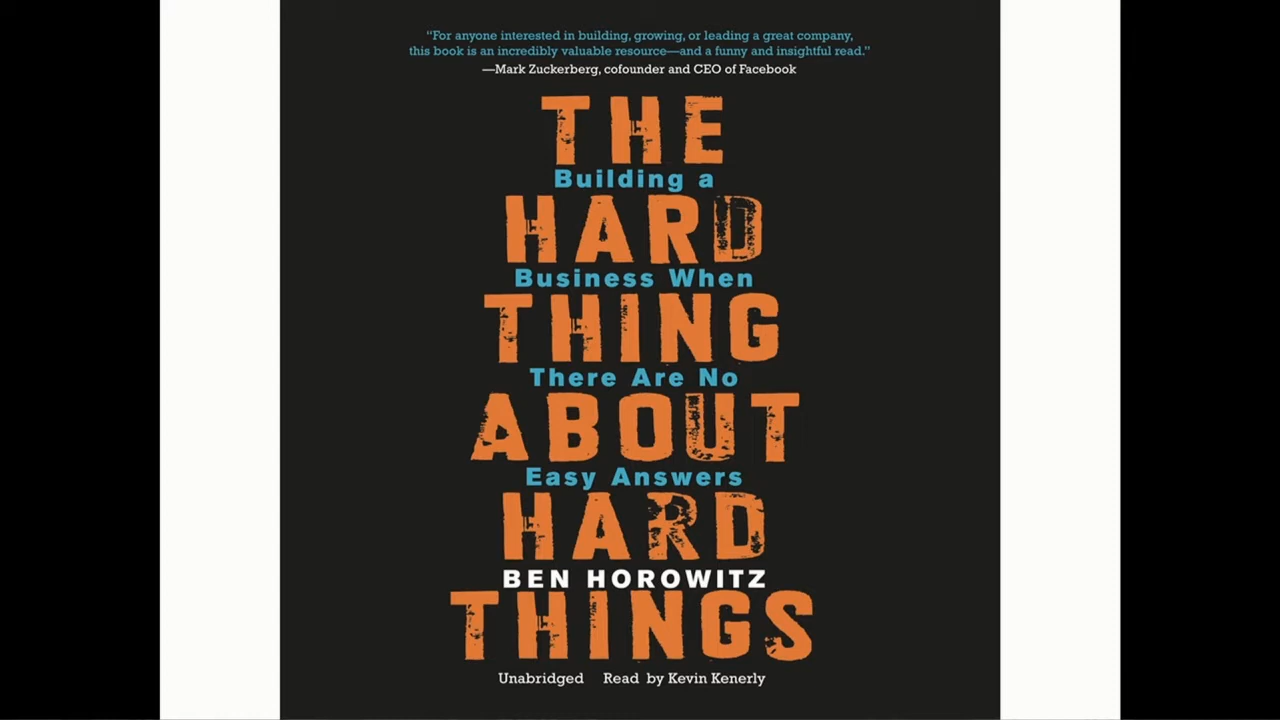 “For anyone interested in building, growing, or leading a great company,
this book is an incredibly valuable resource—and a funny and insightful read.”
—Mark Zuckerberg, cofounder and CEO of Facebook
THE
Building a
HARD
Business When
THING
There Are No
ABOUT
Easy Answers
HARD
BEN HOROWITZ
THINGS
Unabridged Read by Kevin Kenerly